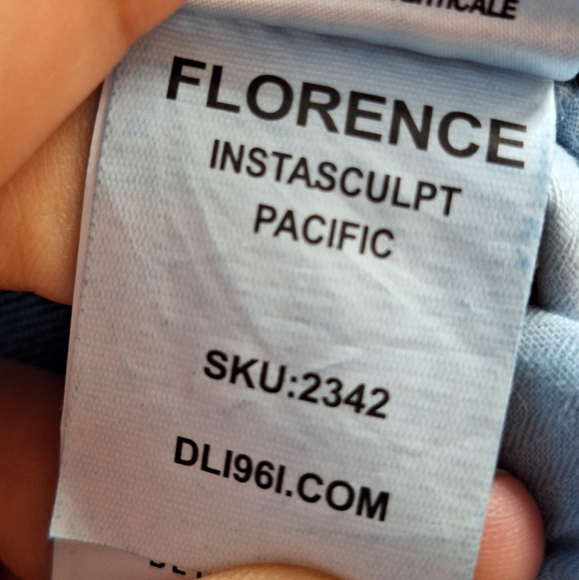 FLORENCE
INSTASCULPT
PACIFIC
SKU:2342
DLI96I.COM